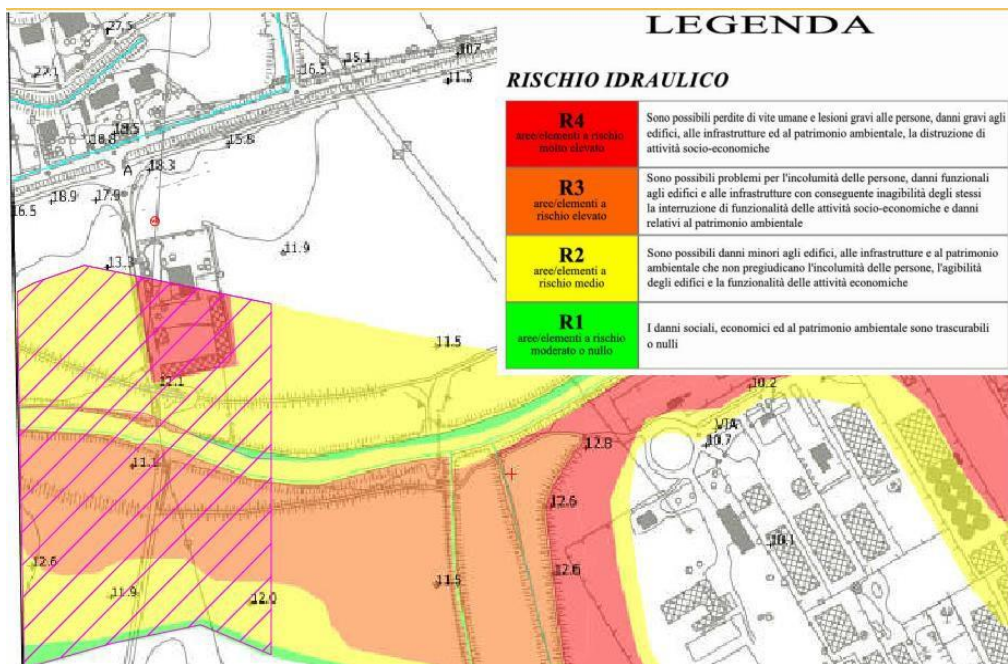 LEGENDA
RISCHIO IDRAULICO
R4
aree/elementi a rischio
molto elevato
Sono possibili perdite di vite umane e lesioni gravi alle persone, danni gravi agli
edifici, alle infrastrutture ed al patrimonio ambientale, la distruzione di
attività socio-economiche
R3
aree/elementi a
rischio elevato
Sono possibili problemi per l'incolumità delle persone, danni funzionali
agli edifici e alle infrastrutture con conseguente inagibilità degli stessi
la interruzione di funzionalità delle attività socio-economiche e danni
relativi al patrimonio ambientale
R2
aree/elementi a
rischio medio
Sono possibili danni minori agli edifici, alle infrastrutture e al patrimonio
ambientale che non pregiudicano l'incolumità delle persone, l'agibilità
degli edifici e la funzionalità delle attività economiche
R1
aree/elementi a rischio
moderato o nullo
I danni sociali, economici ed al patrimonio ambientale sono trascurabili
o nulli
27.5
27.1
16.5
15.1
11.3
18.5
18.8
15.8
A
18.3
18.9
17.9
16.5
11.9
13.3
11.5
12.1
10.2
VIA
10.7
12.8
11.1
12.6
10.1
12.6
12.6
11.5
11.9
12.0